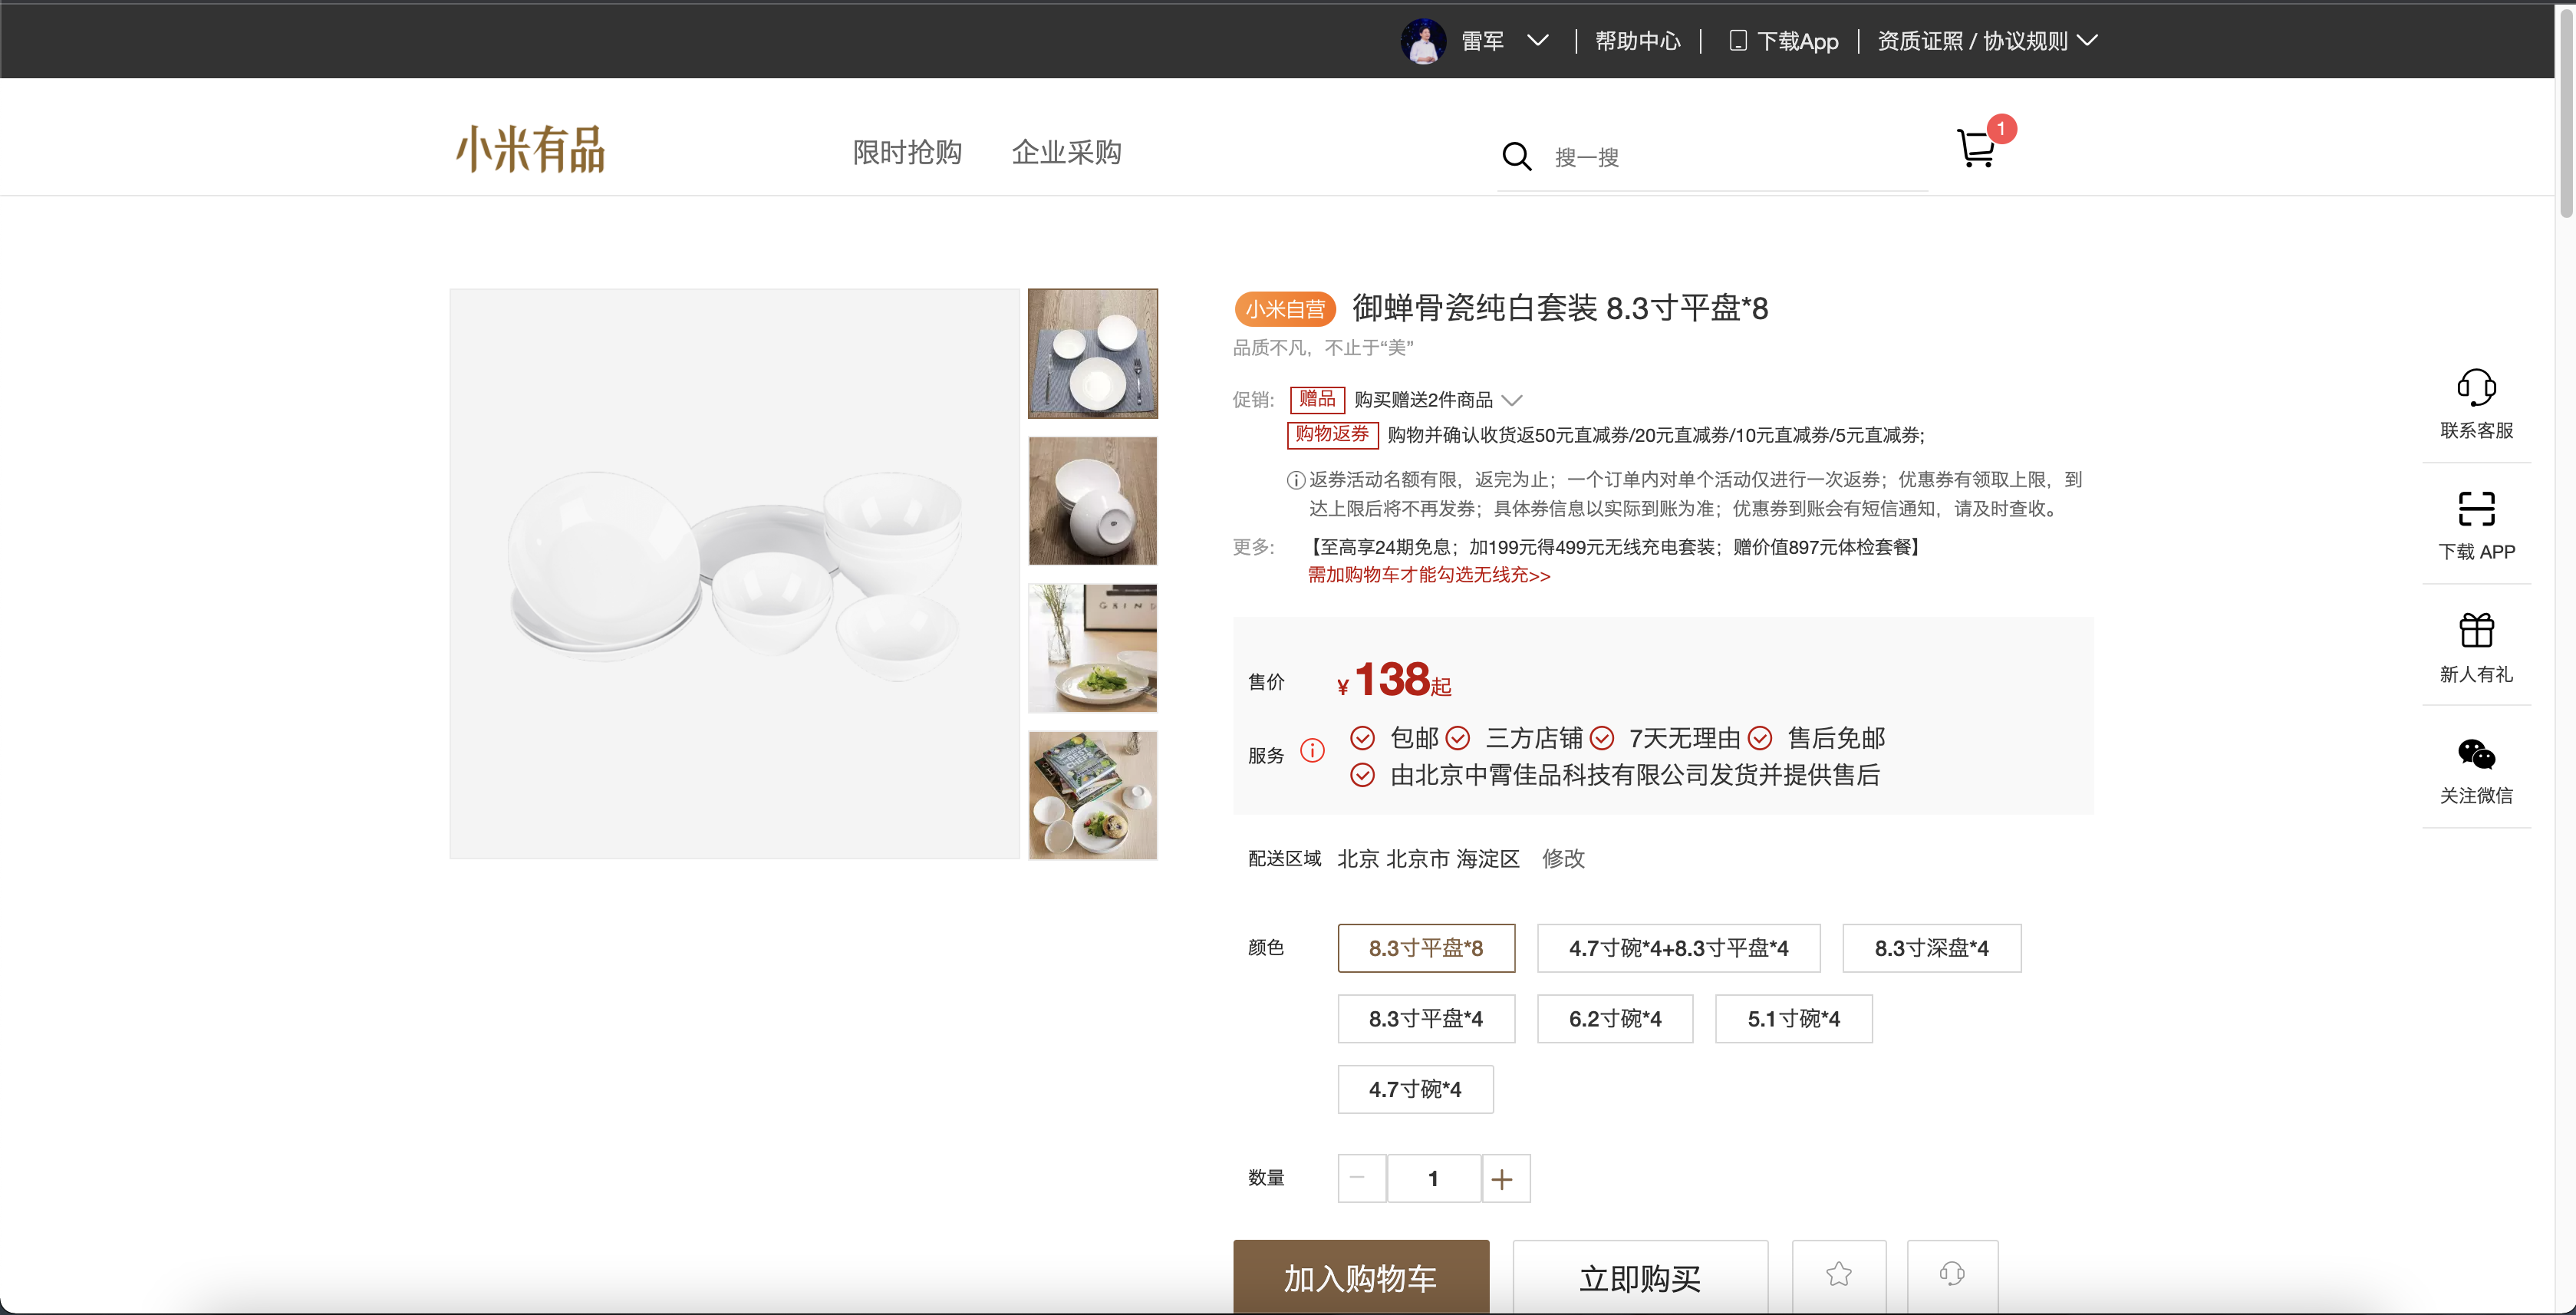 雷军
帮助中心
下载App
资质证照 / 协议规则
小米有品
限时抢购
企业采购
搜一搜
1
小米自营 御蝉骨瓷纯白套装 8.3寸平盘*8
品质不凡，不止于“美”
促销: 赠品 购买赠送2件商品
购物返券 购物并确认收货返50元直减券/20元直减券/10元直减券/5元直减券;
返券活动名额有限，返完为止；一个订单内对单个活动仅进行一次返券；优惠券有领取上限，到
达上限后将不再发券；具体券信息以实际到账为准；优惠券到账会有短信通知，请及时查收。
更多: 【至高享24期免息；加199元得499元无线充电套装；赠价值897元体检套餐】
需加购物车才能勾选无线充>>
售价 ¥ 138起
服务 包邮 三方店铺 7天无理由 售后免邮
由北京中霄佳品科技有限公司发货并提供售后
配送区域 北京 北京市 海淀区 修改
颜色 8.3寸平盘*8 4.7寸碗*4+8.3寸平盘*4 8.3寸深盘*4
8.3寸平盘*4 6.2寸碗*4 5.1寸碗*4
4.7寸碗*4
数量 1
加入购物车 立即购买
联系客服
下载 APP
新人有礼
关注微信